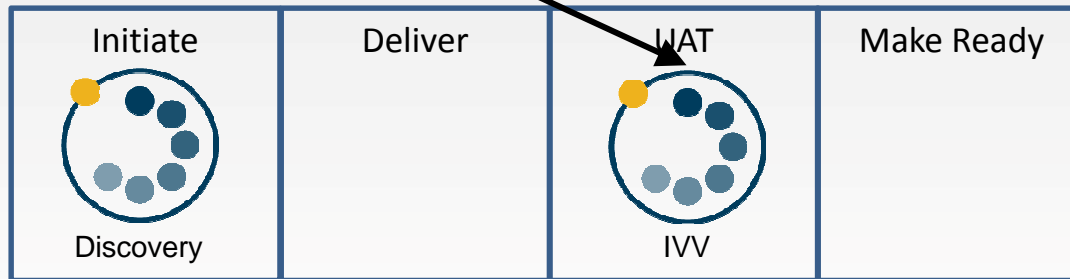 Initiate
Deliver
UAT
Make Ready
Discovery
IVV